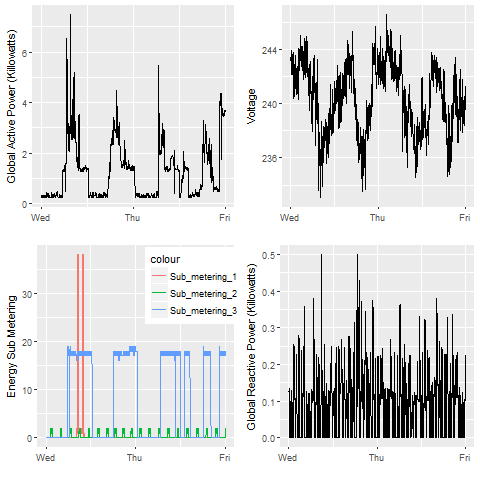 Global Active Power (Killowatts)
6
4
2
0
Wed
Thu
Fri
Voltage
244
240
236
Wed
Thu
Fri
Energy Sub Metering
30
20
10
0
Wed
Thu
Fri
colour
Sub_metering_1
Sub_metering_2
Sub_metering_3
Global Reactive Power (Killowatts)
0.5
0.4
0.3
0.2
0.1
0.0
Wed
Thu
Fri